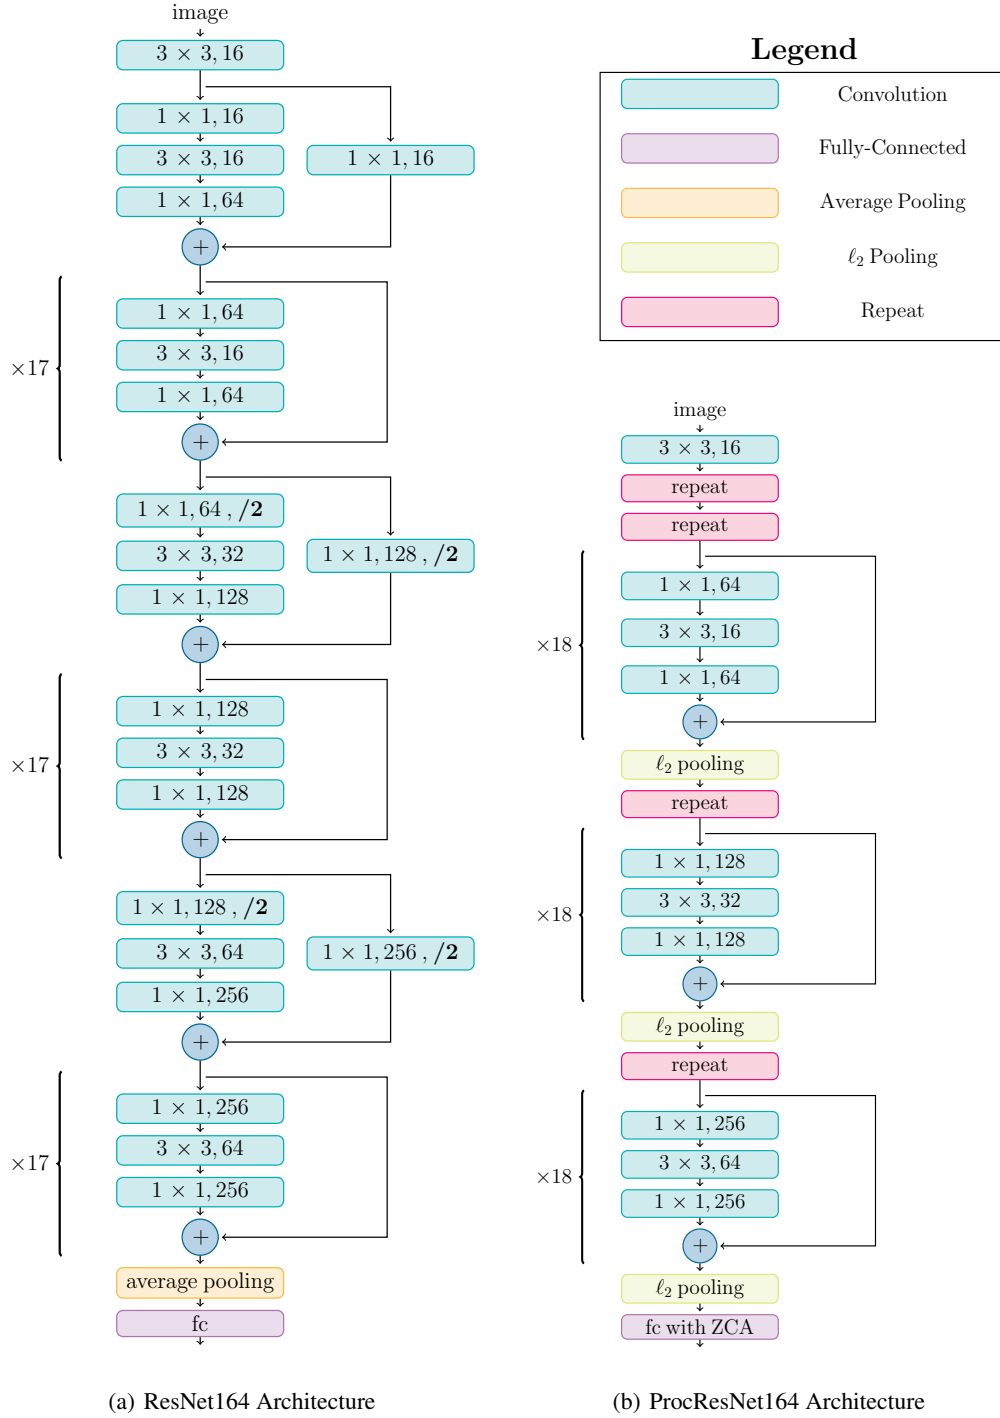 image
3 × 3, 16
1 × 1, 16
3 × 3, 16
1 × 1, 64
1 × 1, 16
+
×17
1 × 1, 64
3 × 3, 16
1 × 1, 64
+
1 × 1, 64 , /2
3 × 3, 32
1 × 1, 128
1 × 1, 128 , /2
+
×17
1 × 1, 128
3 × 3, 32
1 × 1, 128
+
1 × 1, 128 , /2
3 × 3, 64
1 × 1, 256
1 × 1, 256 , /2
+
×17
1 × 1, 256
3 × 3, 64
1 × 1, 256
+
average pooling
fc
(a) ResNet164 Architecture
Legend
Convolution
Fully-Connected
Average Pooling
ℓ₂ Pooling
Repeat
image
3 × 3, 16
repeat
repeat
×18
1 × 1, 64
3 × 3, 16
1 × 1, 64
+
ℓ₂ pooling
repeat
×18
1 × 1, 128
3 × 3, 32
1 × 1, 128
+
ℓ₂ pooling
repeat
×18
1 × 1, 256
3 × 3, 64
1 × 1, 256
+
ℓ₂ pooling
fc with ZCA
(b) ProcResNet164 Architecture